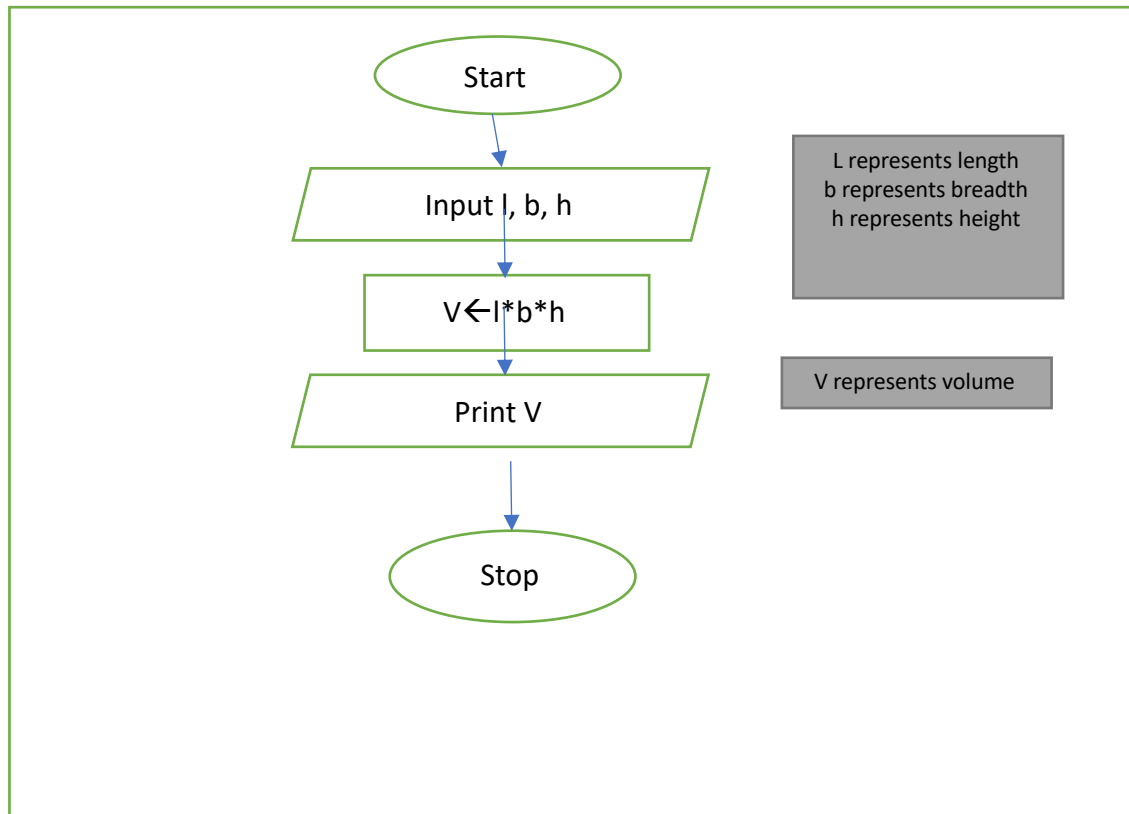 Start
Input l, b, h
V←l*b*h
Print V
Stop
L represents length
b represents breadth
h represents height
V represents volume